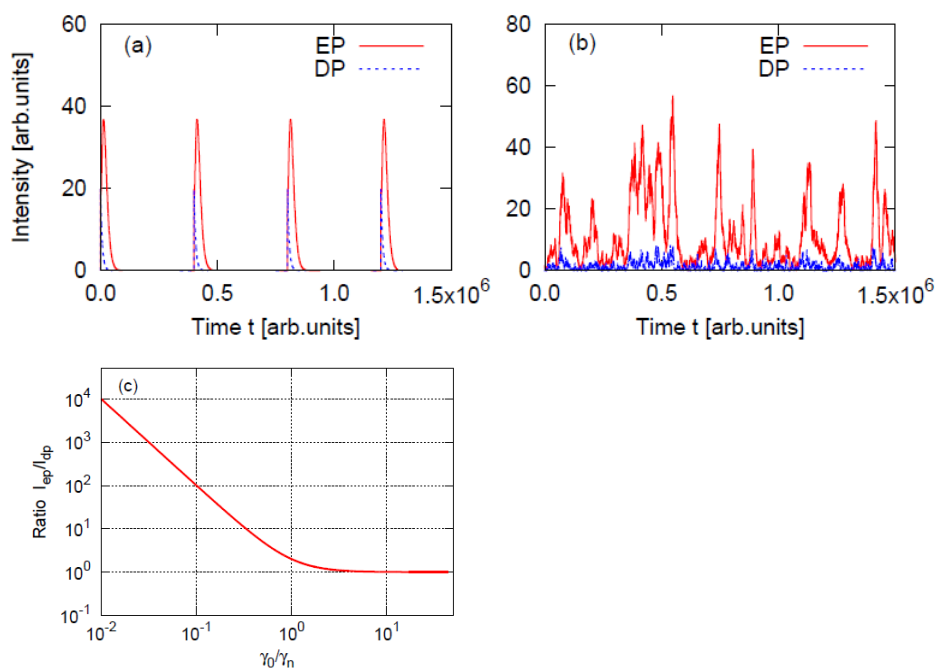 (a)
EP
DP
60
40
20
0
Intensity [arb.units]
0.0 0.5 1.0 1.5x10^6
Time t [arb.units]
(b)
EP
DP
80
60
40
20
0
0.0 0.5 1.0 1.5x10^6
Time t [arb.units]
(c)
10^4
10^3
10^2
10^1
10^0
10^-1
Ratio I_ep/I_dp
10^-2 10^-1 10^0 10^1
γ_0/γ_n